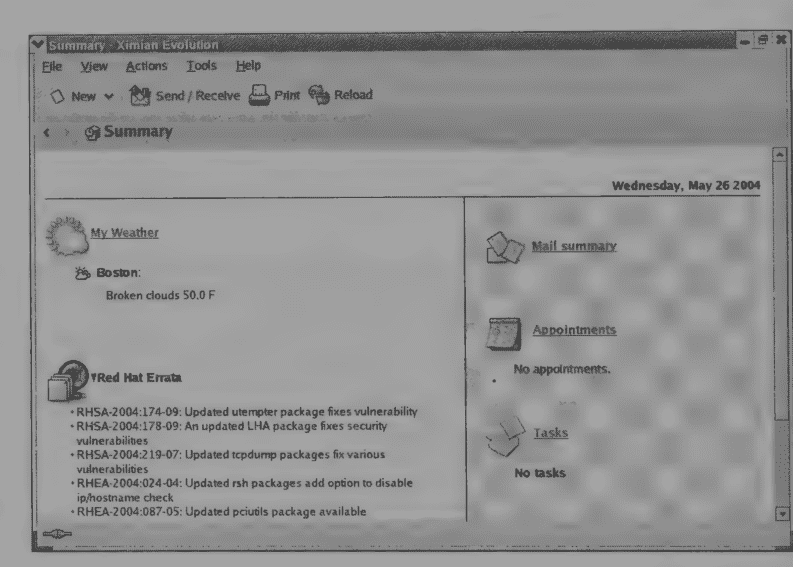 Summary - Ximian Evolution
File View Actions Tools Help
New Send / Receive Print Reload
Summary
Wednesday, May 26 2004
My Weather
Boston:
Broken clouds 50.0 F
Red Hat Errata
• RHSA-2004:174-09: Updated utempter package fixes vulnerability
• RHSA-2004:178-09: An updated LHA package fixes security
vulnerabilities
• RHSA-2004:219-07: Updated tcpdump packages fix various
vulnerabilities
• RHEA-2004:024-04: Updated rsh packages add option to disable
ip/hostname check
• RHEA-2004:087-05: Updated pciutils package available
Mail summary
Appointments
No appointments.
Tasks
No tasks